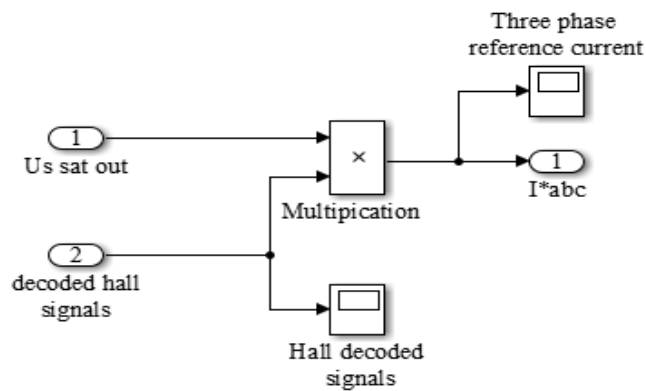 Three phase
reference current
1
Us sat out
×
Multipication
1
I*abc
2
decoded hall
signals
Hall decoded
signals